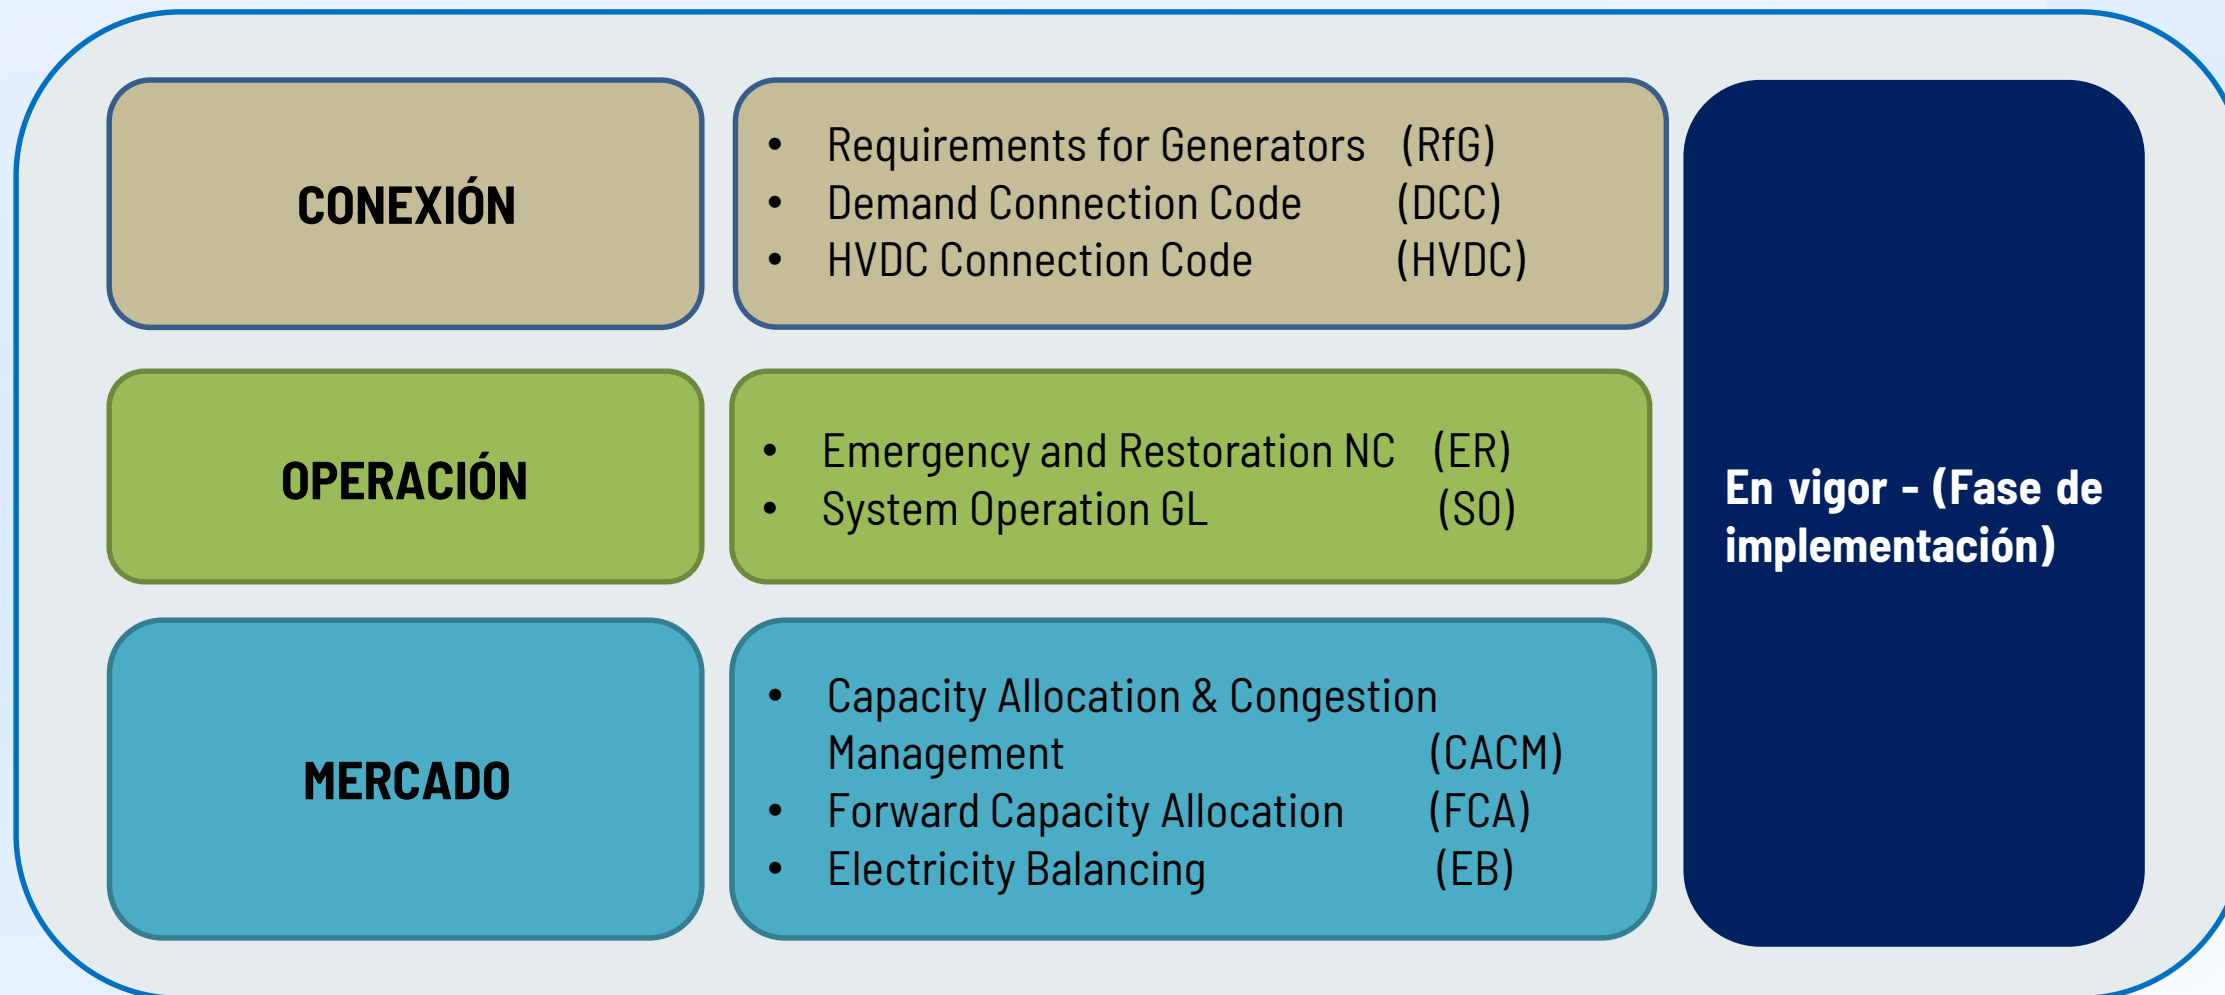 CONEXIÓN
• Requirements for Generators (RfG)
• Demand Connection Code (DCC)
• HVDC Connection Code (HVDC)
OPERACIÓN
• Emergency and Restoration NC (ER)
• System Operation GL (SO)
MERCADO
• Capacity Allocation & Congestion
Management (CACM)
• Forward Capacity Allocation (FCA)
• Electricity Balancing (EB)
En vigor - (Fase de
implementación)